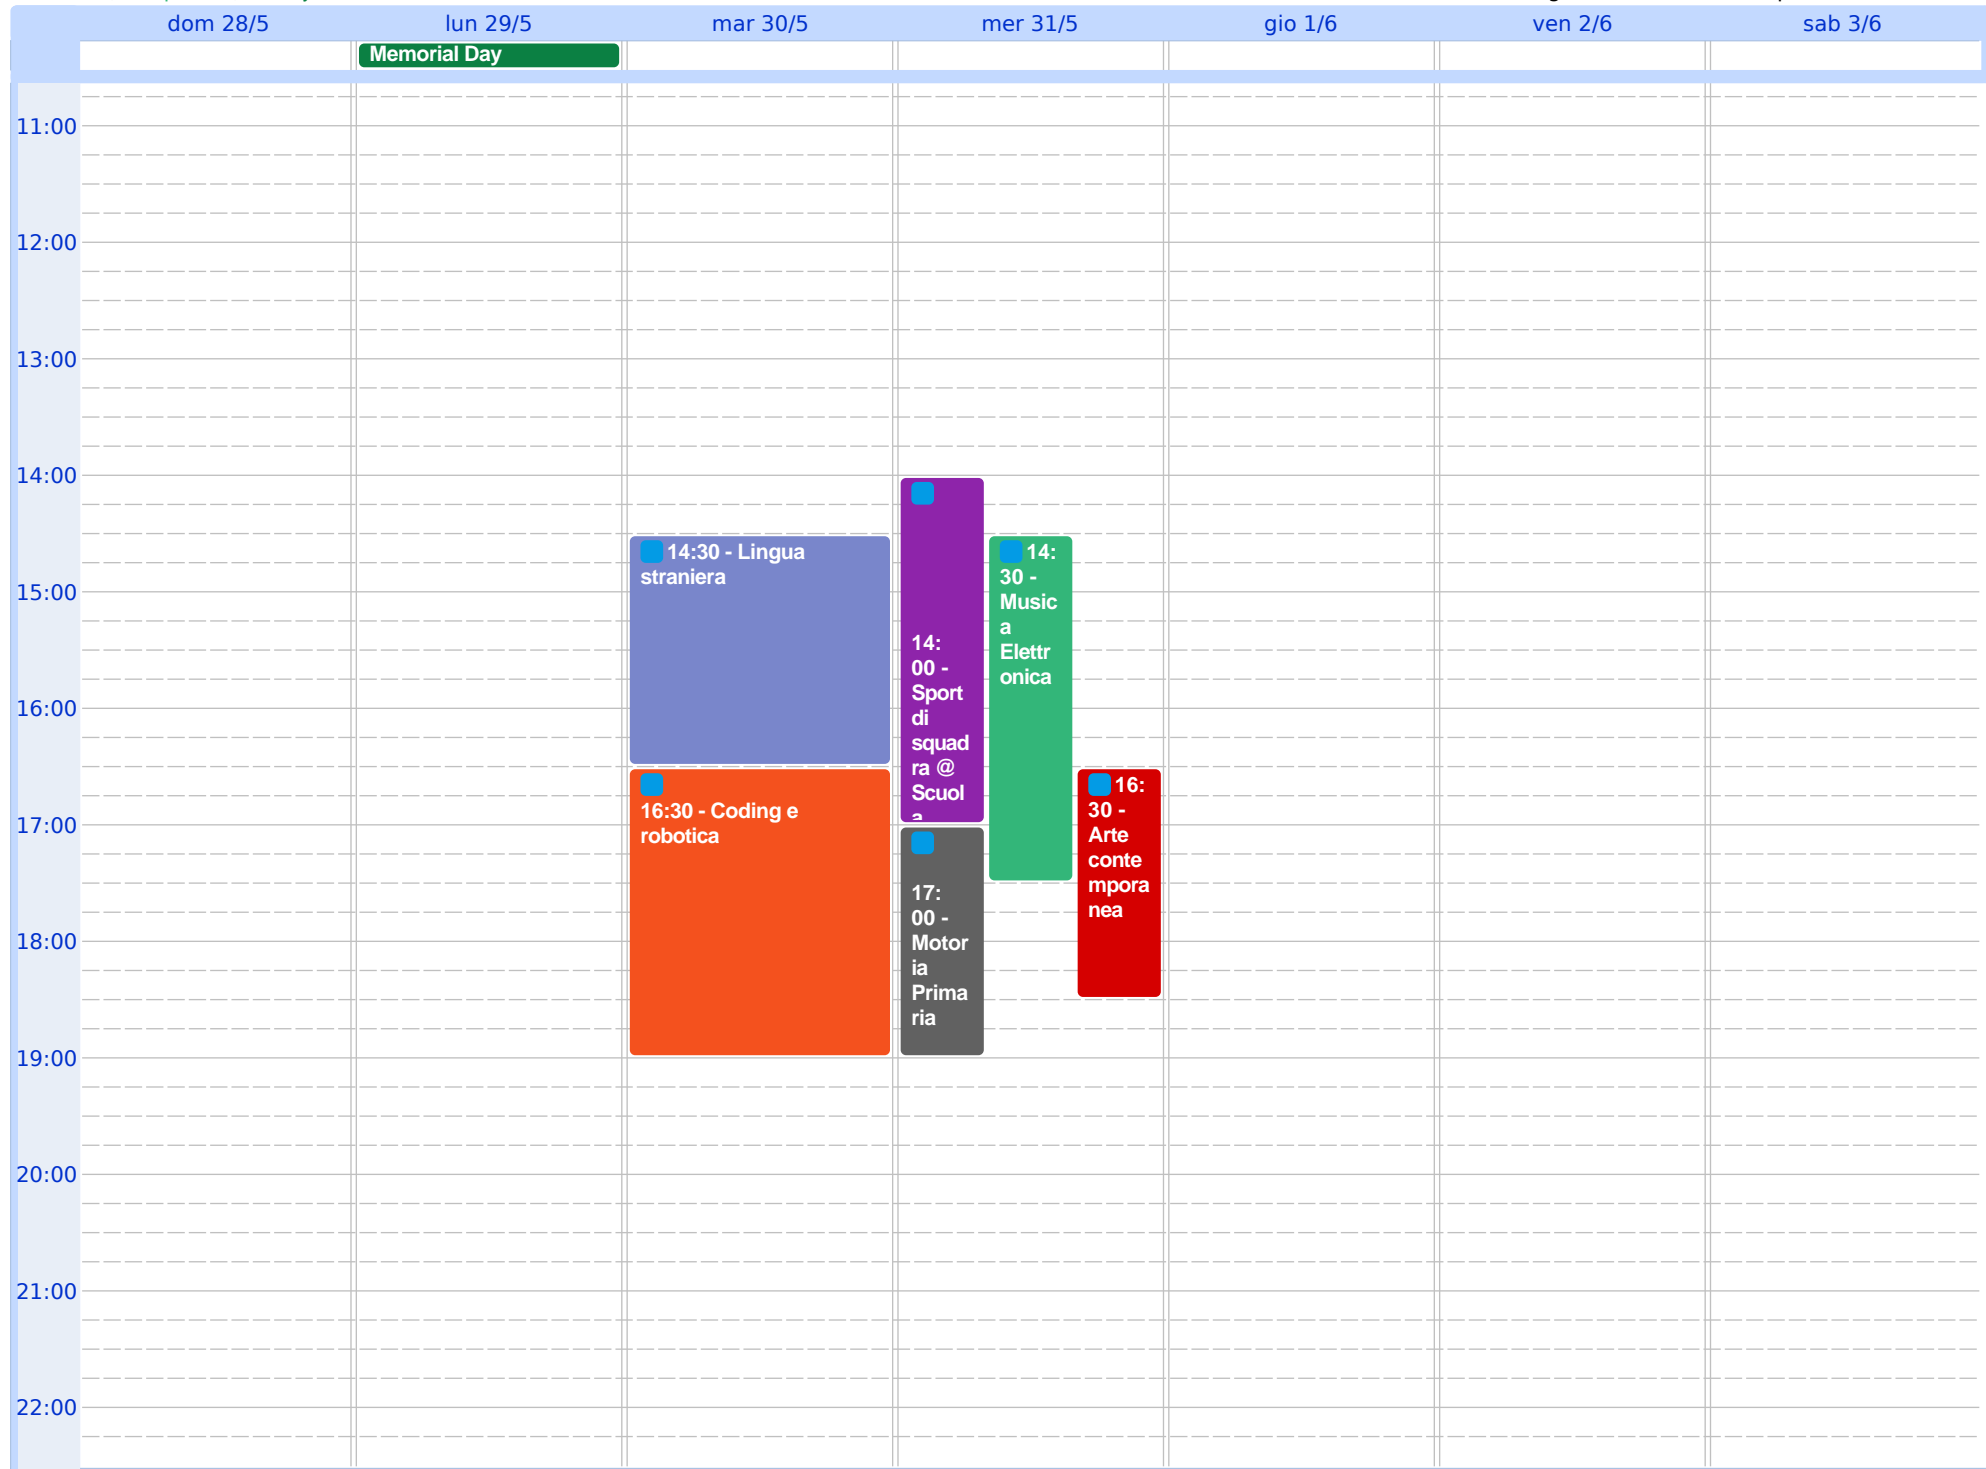 dom 28/5
lun 29/5
mar 30/5
mer 31/5
gio 1/6
ven 2/6
sab 3/6
Memorial Day
11:00
12:00
13:00
14:00
15:00
16:00
17:00
18:00
19:00
20:00
21:00
22:00
14:30 - Lingua
straniera
16:30 - Coding e
robotica
14:
00 -
Sport
di
squad
ra @
Scuol
a
17:
00 -
Motor
ia
Prima
ria
14:
30 -
Music
a
Elettr
onica
16:
30 -
Arte
conte
mpora
nea